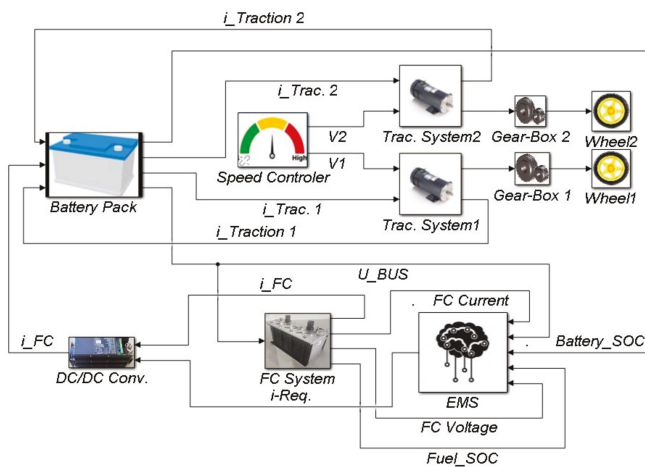 i_Traction 2
i_Trac. 2
V2
V1
High
Speed Controler
Trac. System2
Gear-Box 2
Wheel2
Battery Pack
i_Trac. 1
Trac. System1
Gear-Box 1
Wheel1
i_Traction 1
U_BUS
i_FC
FC Current
i_FC
Battery_SOC
DC/DC Conv.
FC System
i-Req.
EMS
FC Voltage
Fuel_SOC